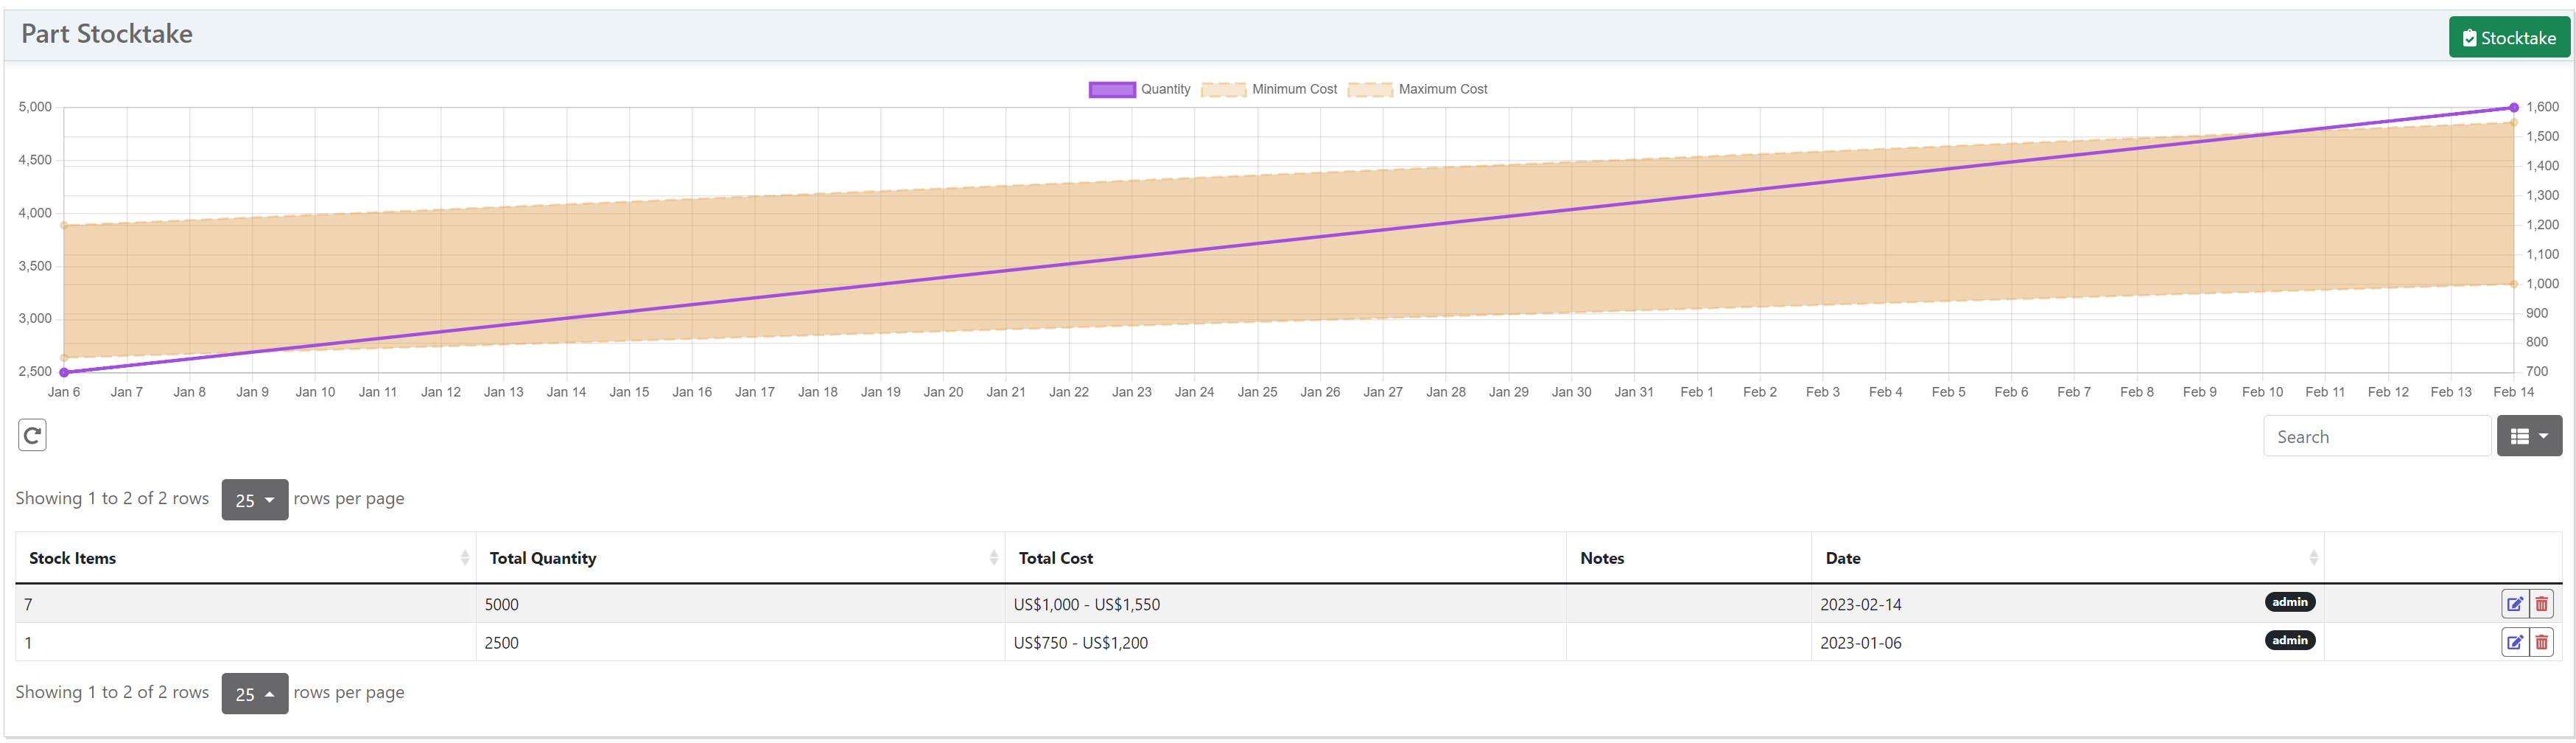 Part Stocktake
Stocktake
Quantity Minimum Cost Maximum Cost
5,000 1,600
1,500
4,500 1,400
1,300
4,000 1,200
1,100
3,500 1,000
900
3,000 800
2,500 700
Jan 6 Jan 7 Jan 8 Jan 9 Jan 10 Jan 11 Jan 12 Jan 13 Jan 14 Jan 15 Jan 16 Jan 17 Jan 18 Jan 19 Jan 20 Jan 21 Jan 22 Jan 23 Jan 24 Jan 25 Jan 26 Jan 27 Jan 28 Jan 29 Jan 30 Jan 31 Feb 1 Feb 2 Feb 3 Feb 4 Feb 5 Feb 6 Feb 7 Feb 8 Feb 9 Feb 10 Feb 11 Feb 12 Feb 13 Feb 14
Search
Showing 1 to 2 of 2 rows 25 rows per page
Stock Items Total Quantity Total Cost Notes Date
7 5000 US$1,000 - US$1,550 2023-02-14 admin
1 2500 US$750 - US$1,200 2023-01-06 admin
Showing 1 to 2 of 2 rows 25 rows per page